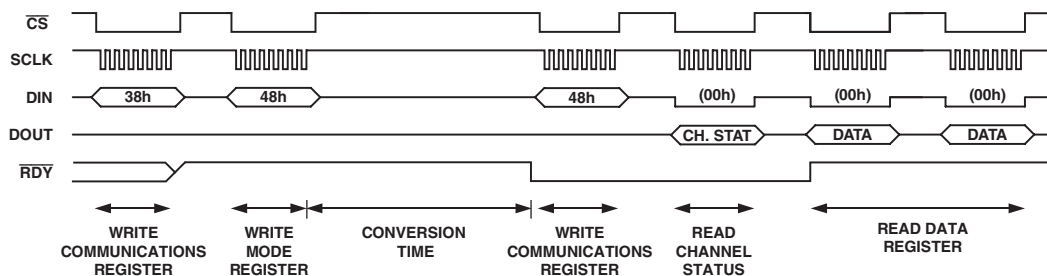 CS
SCLK
DIN
38h
48h
48h
(00h)
(00h)
(00h)
DOUT
CH. STAT
DATA
DATA
RDY
WRITE
COMMUNICATIONS
REGISTER
WRITE
MODE
REGISTER
CONVERSION
TIME
WRITE
COMMUNICATIONS
REGISTER
READ
CHANNEL
STATUS
READ DATA
REGISTER